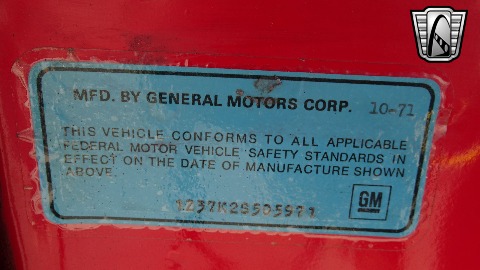 MFD. BY GENERAL MOTORS CORP. 10-71
THIS VEHICLE CONFORMS TO ALL APPLICABLE
FEDERAL MOTOR VEHICLE SAFETY STANDARDS IN
EFFECT ON THE DATE OF MANUFACTURE SHOWN
ABOVE.
GM